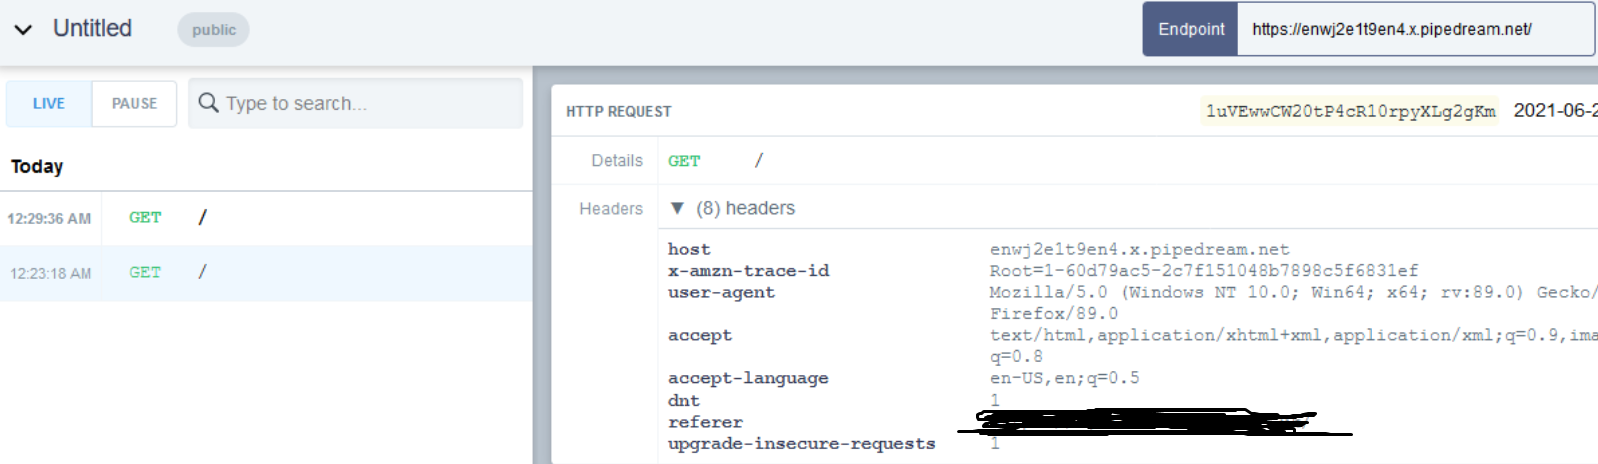 Untitled
public
Endpoint
https://enwj2e1t9en4.x.pipedream.net/
LIVE
PAUSE
Type to search...
HTTP REQUEST
1uVEwwCW20tP4cR10rpyXLg2gKm
2021-06-2
Today
Details
GET /
12:29:36 AM GET /
Headers
(8) headers
12:23:18 AM GET /
host enwj2e1t9en4.x.pipedream.net
x-amzn-trace-id Root=1-60d79ac5-2c7f151048b7898c5f6831ef
user-agent Mozilla/5.0 (Windows NT 10.0; Win64; x64; rv:89.0) Gecko/
Firefox/89.0
accept text/html,application/xhtml+xml,application/xml;q=0.9,ima
q=0.8
accept-language en-US,en;q=0.5
dnt 1
referer
upgrade-insecure-requests 1